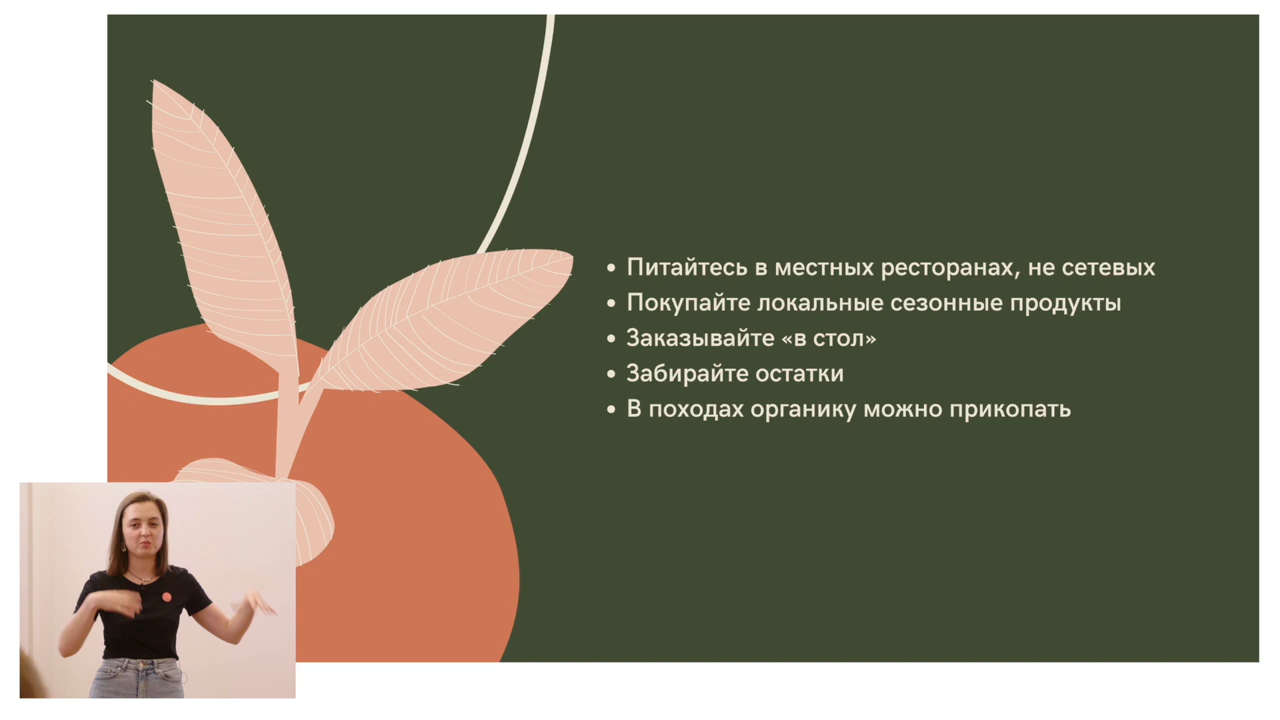 • Питайтесь в местных ресторанах, не сетевых
• Покупайте локальные сезонные продукты
• Заказывайте «в стол»
• Забирайте остатки
• В походах органику можно прикопать